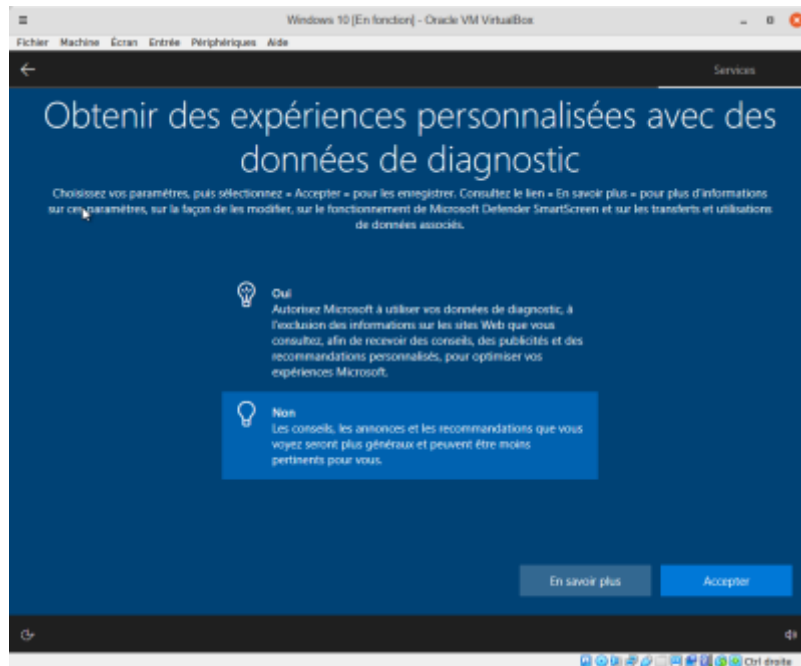 Windows 10 [En fonction] - Oracle VM VirtualBox
Fichier Machine Écran Entrée Périphériques Aide
Services
Obtenir des expériences personnalisées avec des
données de diagnostic
Choisissez vos paramètres, puis sélectionnez « Accepter » pour les enregistrer. Consultez le lien « En savoir plus » pour plus d'informations
sur ces paramètres, sur la façon de les modifier, sur le fonctionnement de Microsoft Defender SmartScreen et sur les transferts et utilisations
de données associés.
Oui
Autorisez Microsoft à utiliser vos données de diagnostic, à
l'exclusion des informations sur les sites Web que vous
consultez, afin de recevoir des conseils, des publicités et des
recommandations personnalisés, pour optimiser vos
expériences Microsoft.
Non
Les conseils, les annonces et les recommandations que vous
voyez seront plus généraux et peuvent être moins
pertinents pour vous.
En savoir plus
Accepter
Ctrl droite